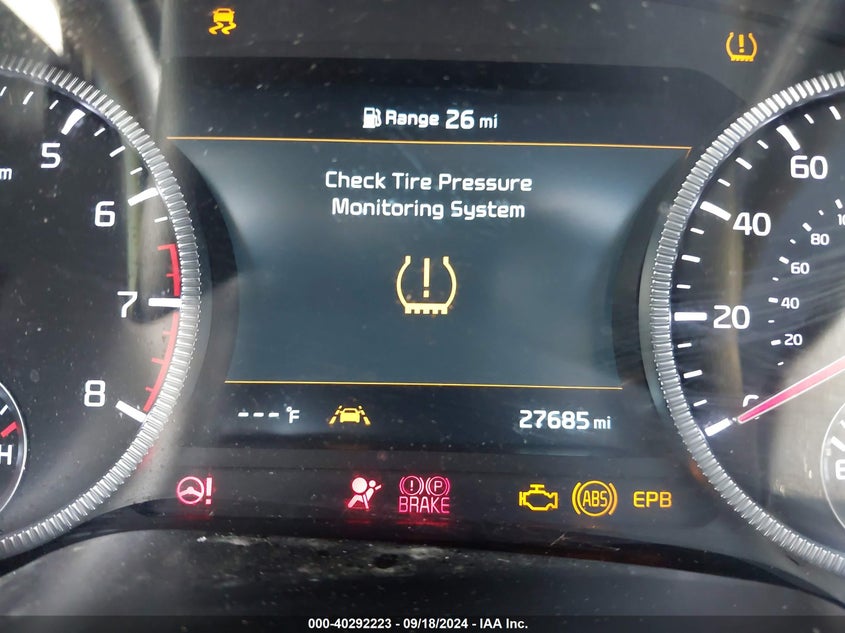 Range 26 mi
Check Tire Pressure
Monitoring System
5
6
7
8
H
60
40
20
0
80
60
40
20
---°F
27685 mi
BRAKE
P
ABS
EPB
000-40292223 - 09/18/2024 - IAA Inc.